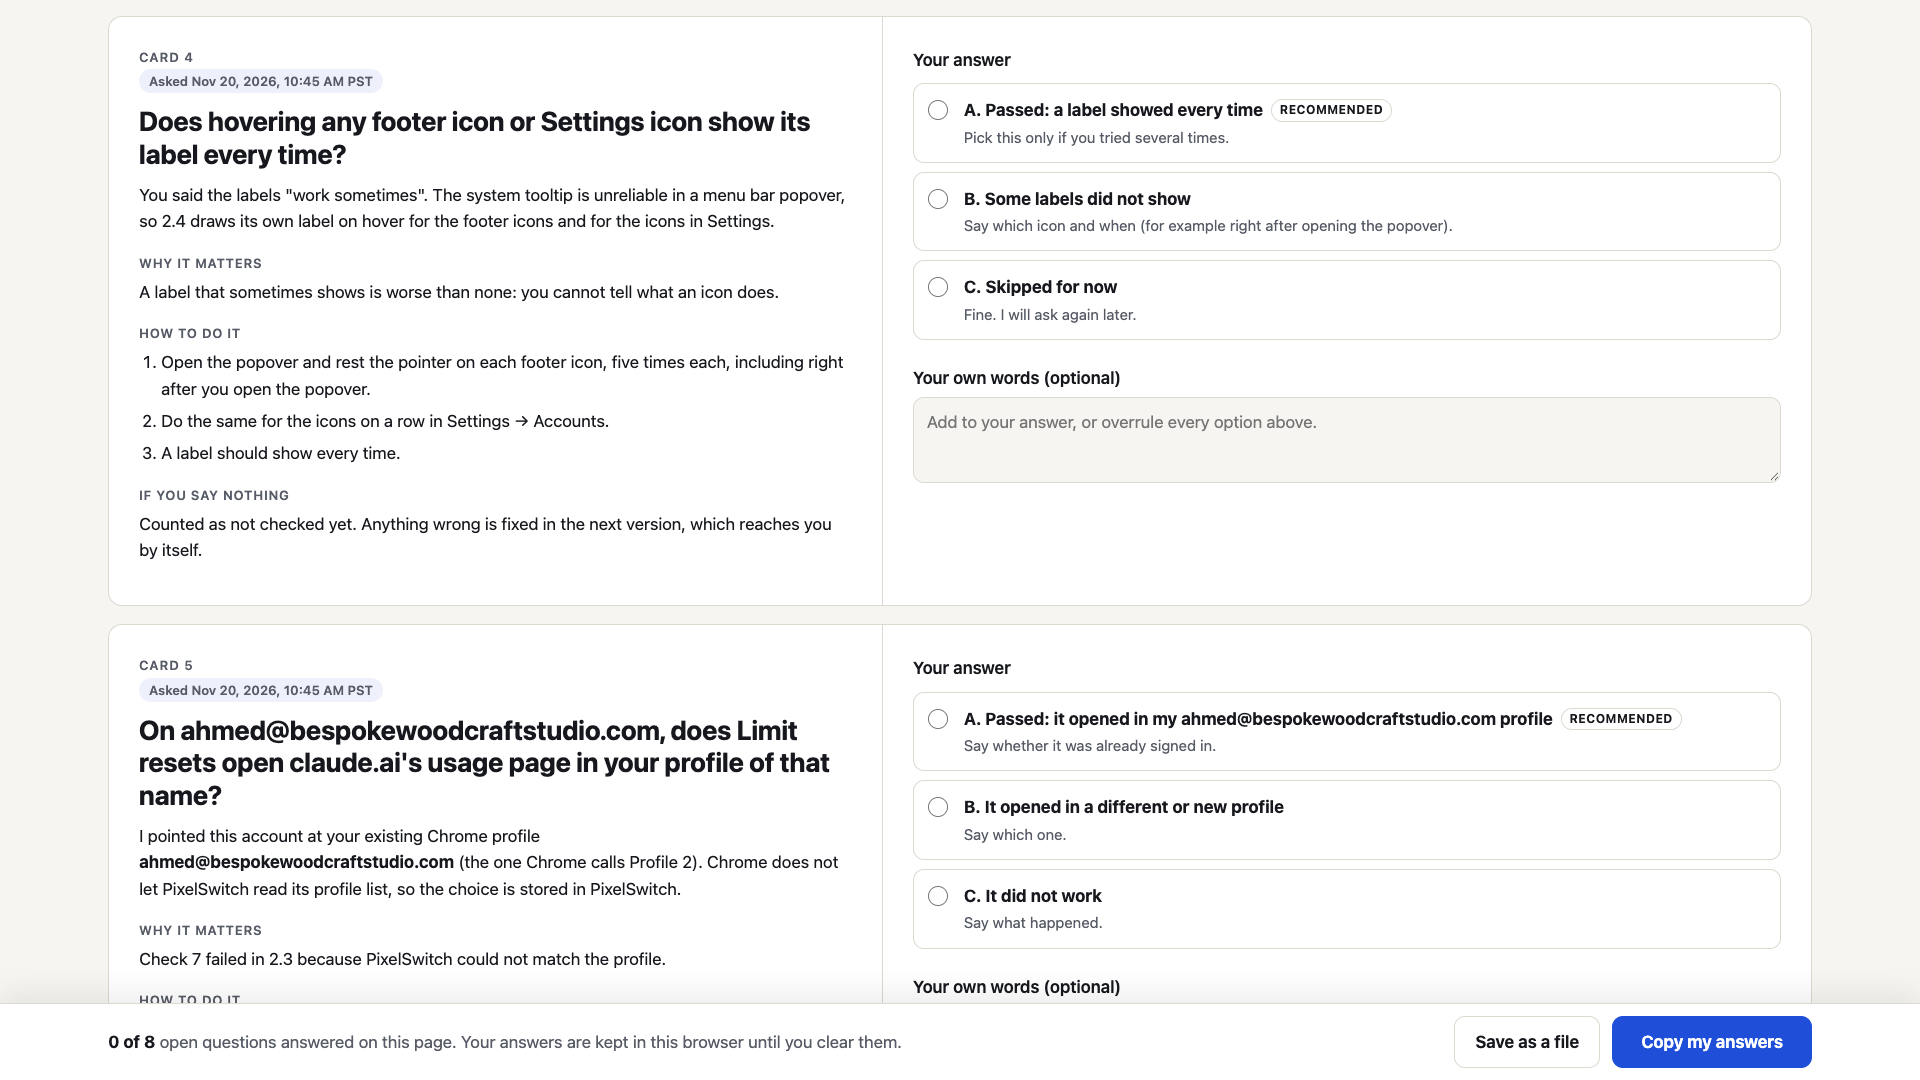 CARD 4
Asked Nov 20, 2026, 10:45 AM PST
Does hovering any footer icon or Settings icon show its
label every time?
You said the labels "work sometimes". The system tooltip is unreliable in a menu bar popover,
so 2.4 draws its own label on hover for the footer icons and for the icons in Settings.
WHY IT MATTERS
A label that sometimes shows is worse than none: you cannot tell what an icon does.
HOW TO DO IT
1. Open the popover and rest the pointer on each footer icon, five times each, including right
after you open the popover.
2. Do the same for the icons on a row in Settings → Accounts.
3. A label should show every time.
IF YOU SAY NOTHING
Counted as not checked yet. Anything wrong is fixed in the next version, which reaches you
by itself.
Your answer
A. Passed: a label showed every time RECOMMENDED
Pick this only if you tried several times.
B. Some labels did not show
Say which icon and when (for example right after opening the popover).
C. Skipped for now
Fine. I will ask again later.
Your own words (optional)
Add to your answer, or overrule every option above.
CARD 5
Asked Nov 20, 2026, 10:45 AM PST
On ahmed@bespokewoodcraftstudio.com, does Limit
resets open claude.ai's usage page in your profile of that
name?
I pointed this account at your existing Chrome profile
ahmed@bespokewoodcraftstudio.com (the one Chrome calls Profile 2). Chrome does not
let PixelSwitch read its profile list, so the choice is stored in PixelSwitch.
WHY IT MATTERS
Check 7 failed in 2.3 because PixelSwitch could not match the profile.
HOW TO DO IT
Your answer
A. Passed: it opened in my ahmed@bespokewoodcraftstudio.com profile RECOMMENDED
Say whether it was already signed in.
B. It opened in a different or new profile
Say which one.
C. It did not work
Say what happened.
Your own words (optional)
0 of 8 open questions answered on this page. Your answers are kept in this browser until you clear them.
Save as a file
Copy my answers